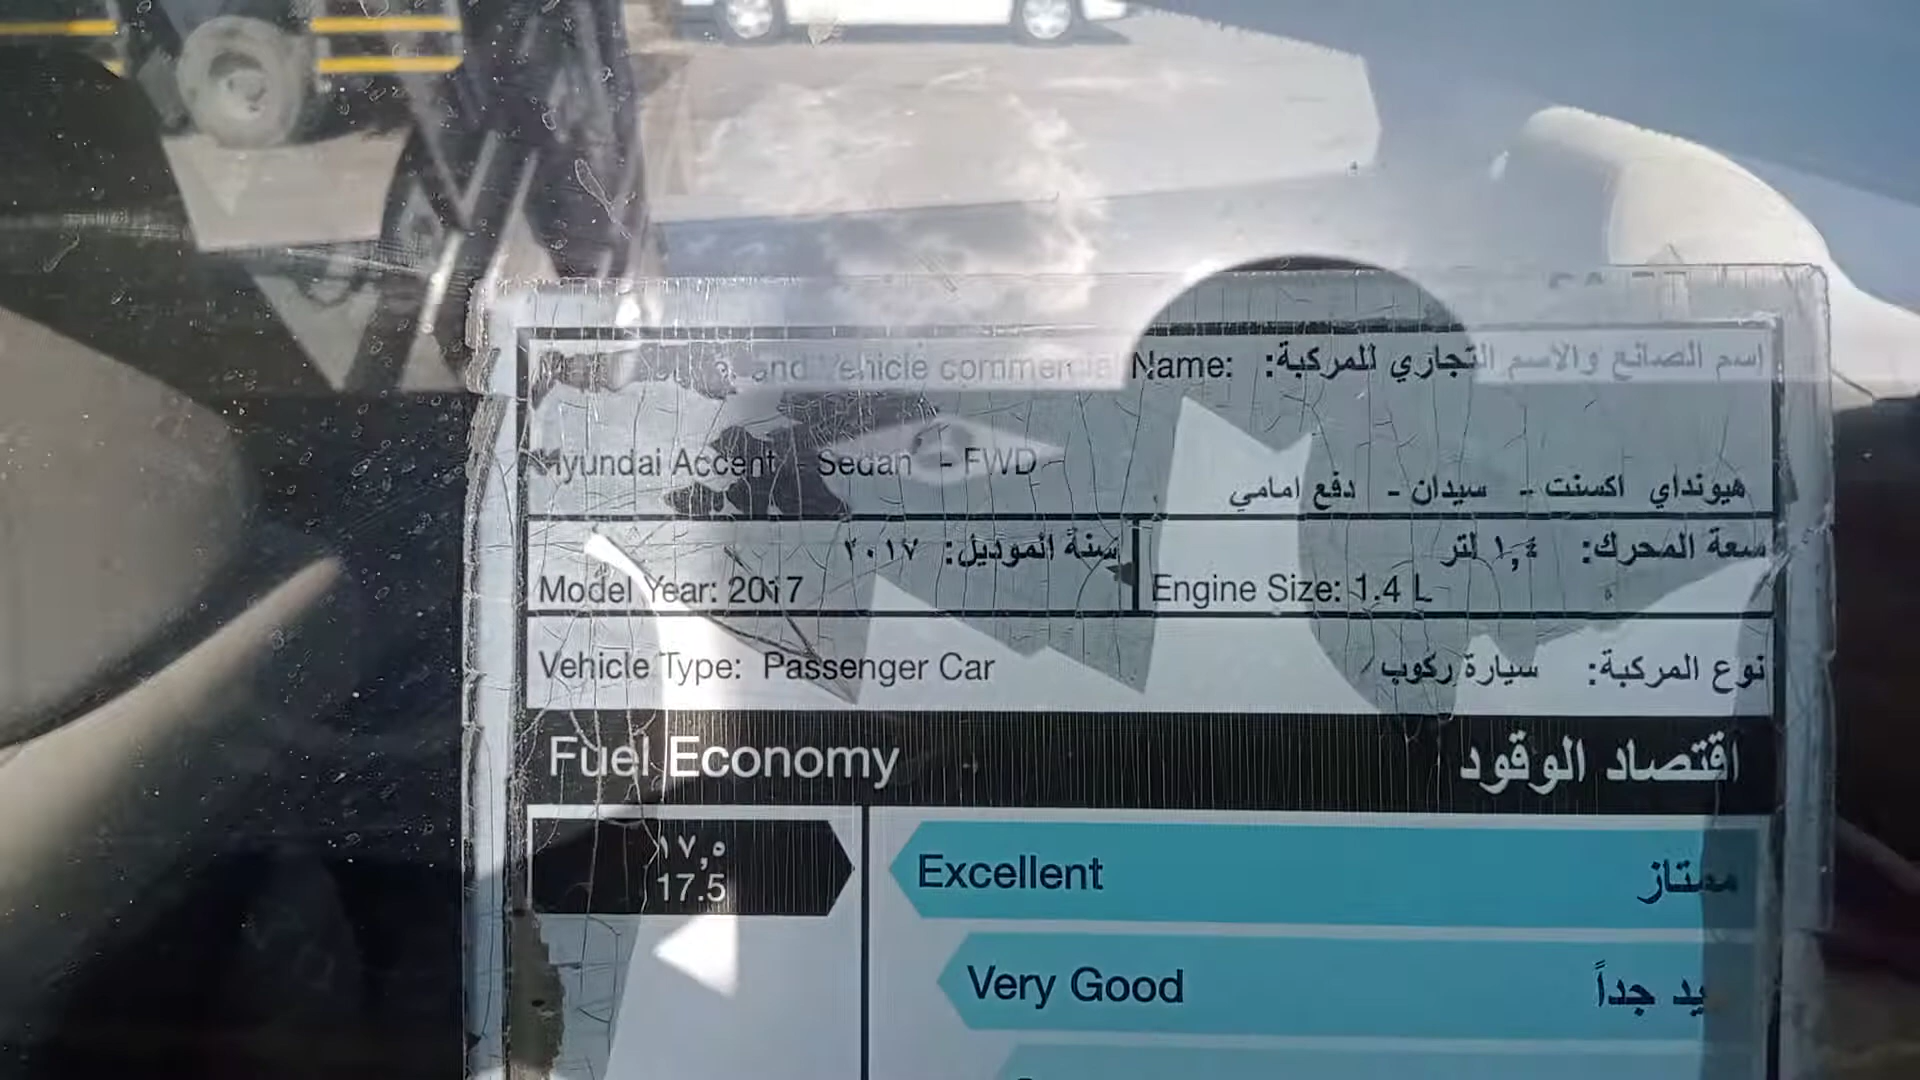 and Vehicle commercial Name: اسم الصانع والاسم التجاري للمركبة:
Hyundai Accent - Sedan - FWD
هيونداي اكسنت - سيدان - دفع امامي
سنة الموديل: ٢٠١٧
Model Year: 2017
سعة المحرك: ١,٤ لتر
Engine Size: 1.4 L
Vehicle Type: Passenger Car نوع المركبة: سيارة ركوب
Fuel Economy اقتصاد الوقود
١٧,٥
17.5
Excellent ممتاز
Very Good جداً